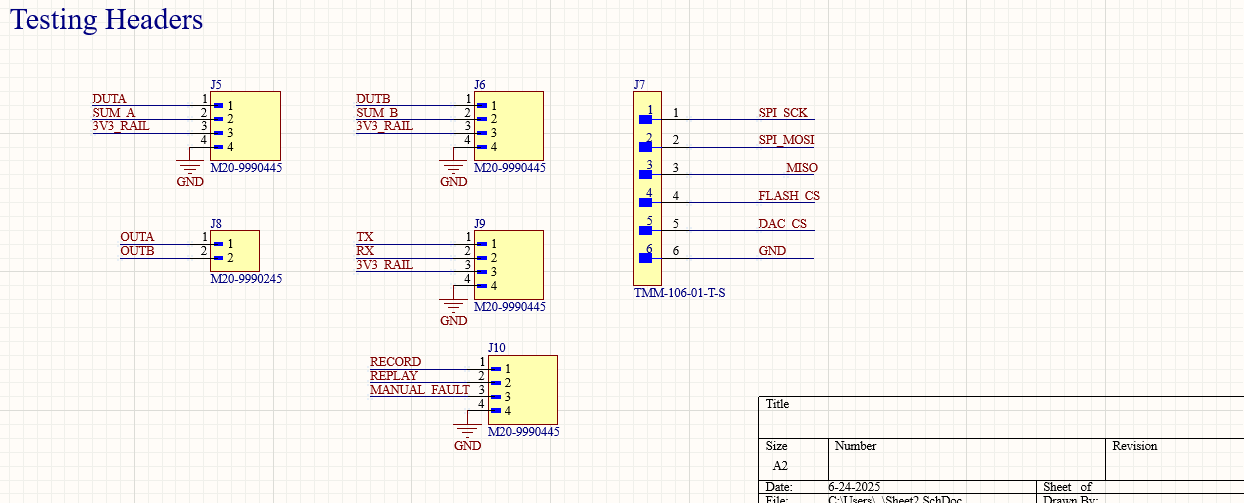 Testing Headers
J5
DUTA 1 1
SUM_A 2 2
3V3_RAIL 3 3
4 4
GND
M20-9990445
J6
DUTB 1 1
SUM_B 2 2
3V3_RAIL 3 3
4 4
GND
M20-9990445
J7
1 1 SPI_SCK
2 2 SPI_MOSI
3 3 MISO
4 4 FLASH_CS
5 5 DAC_CS
6 6 GND
TMM-106-01-T-S
J8
OUTA 1 1
OUTB 2 2
M20-9990245
J9
TX 1 1
RX 2 2
3V3_RAIL 3 3
4 4
GND
M20-9990445
J10
RECORD 1 1
REPLAY 2 2
MANUAL_FAULT 3 3
4 4
GND
M20-9990445
Title
Size Number Revision
A2
Date: 6-24-2025 Sheet of
File: C:\Users\..\Sheet2.SchDoc Drawn By: